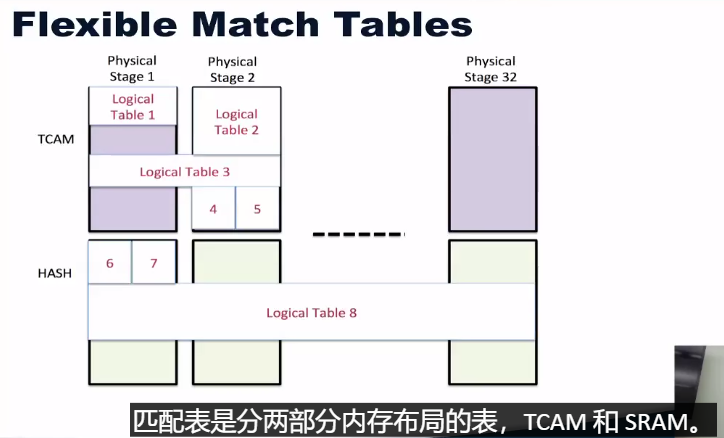 Flexible Match Tables
Physical
Stage 1
Physical
Stage 2
Physical
Stage 32
TCAM
Logical
Table 1
Logical
Table 2
Logical Table 3
4
5
HASH
6
7
Logical Table 8
匹配表是分两部分内存布局的表，TCAM 和 SRAM。